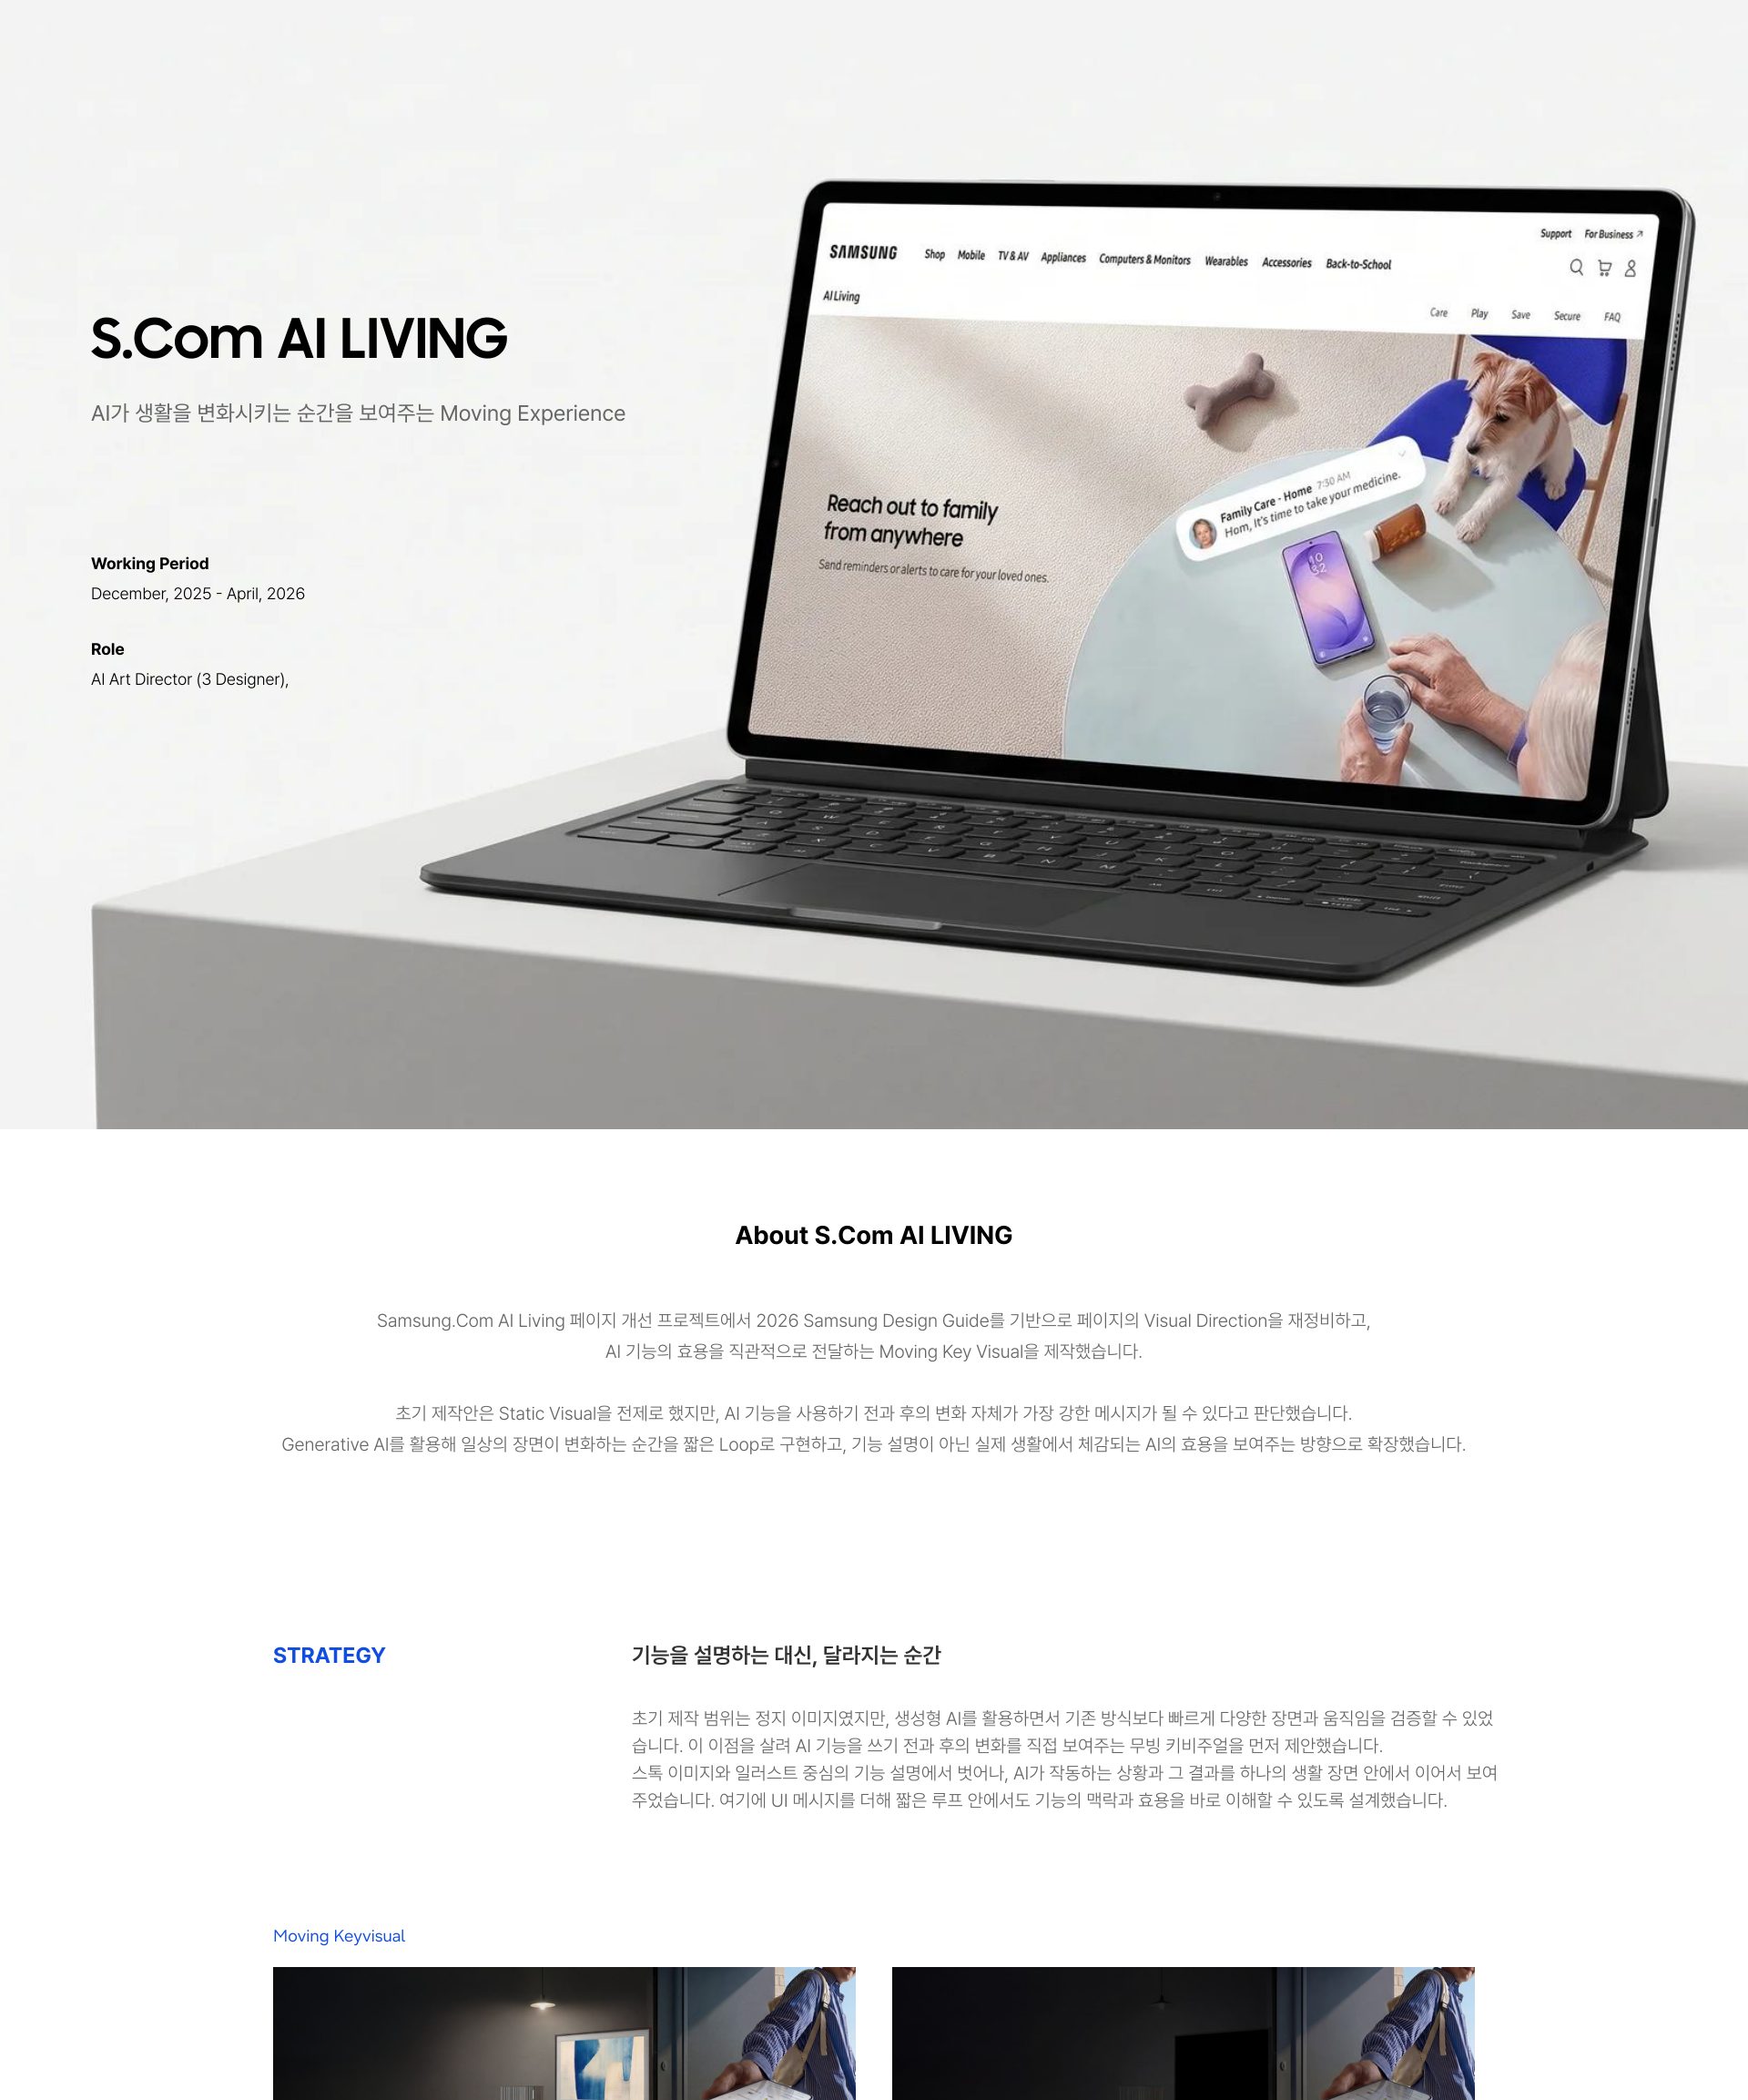 S.Com AI LIVING
AI가 생활을 변화시키는 순간을 보여주는 Moving Experience
Working Period
December, 2025 - April, 2026
Role
AI Art Director (3 Designer),
Support For Business ↗
SAMSUNG Shop Mobile TV & AV Appliances Computers & Monitors Wearables Accessories Back-to-School
AI Living
Care Play Save Secure FAQ
Reach out to family
from anywhere
Sand reminders or alerts to care for your loved ones.
Family Care - Home 7:30 AM
Hom, It's time to take your medicine.
10
32
About S.Com AI LIVING
Samsung.Com AI Living 페이지 개선 프로젝트에서 2026 Samsung Design Guide를 기반으로 페이지의 Visual Direction을 재정비하고,
AI 기능의 효용을 직관적으로 전달하는 Moving Key Visual을 제작했습니다.
초기 제작안은 Static Visual을 전제로 했지만, AI 기능을 사용하기 전과 후의 변화 자체가 가장 강한 메시지가 될 수 있다고 판단했습니다.
Generative AI를 활용해 일상의 장면이 변화하는 순간을 짧은 Loop로 구현하고, 기능 설명이 아닌 실제 생활에서 체감되는 AI의 효용을 보여주는 방향으로 확장했습니다.
STRATEGY
기능을 설명하는 대신, 달라지는 순간
초기 제작 범위는 정지 이미지였지만, 생성형 AI를 활용하면서 기존 방식보다 빠르게 다양한 장면과 움직임을 검증할 수 있었
습니다. 이 이점을 살려 AI 기능을 쓰기 전과 후의 변화를 직접 보여주는 무빙 키비주얼을 먼저 제안했습니다.
스톡 이미지와 일러스트 중심의 기능 설명에서 벗어나, AI가 작동하는 상황과 그 결과를 하나의 생활 장면 안에서 이어서 보여
주었습니다. 여기에 UI 메시지를 더해 짧은 루프 안에서도 기능의 맥락과 효용을 바로 이해할 수 있도록 설계했습니다.
Moving Keyvisual